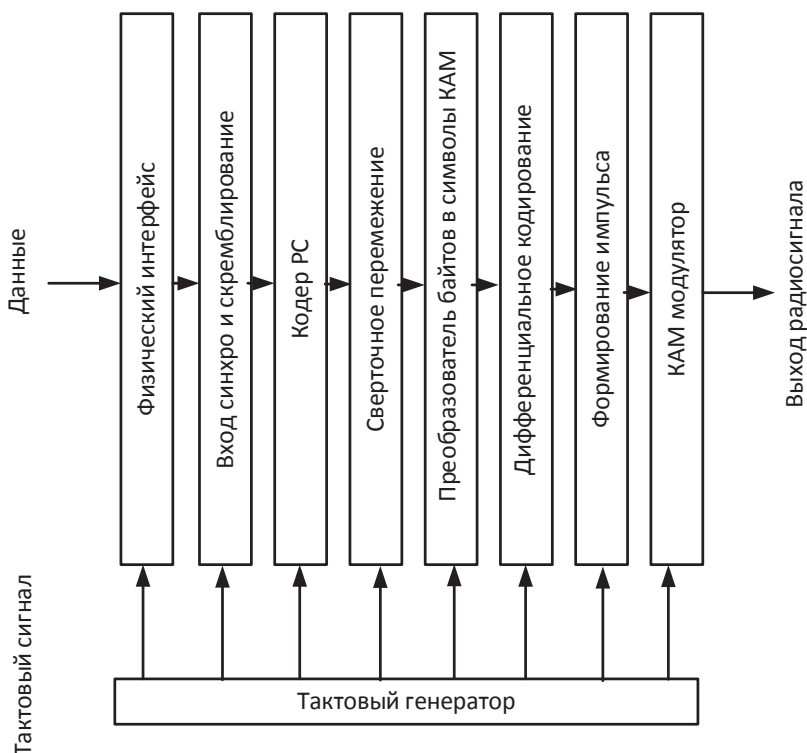 Данные
Физический интерфейс
Вход синхро и скремблирование
Кодер РС
Сверточное перемежение
Преобразователь байтов в символы КАМ
Дифференциальное кодирование
Формирование импульса
КАМ модулятор
Выход радиосигнала
Тактовый сигнал
Тактовый генератор